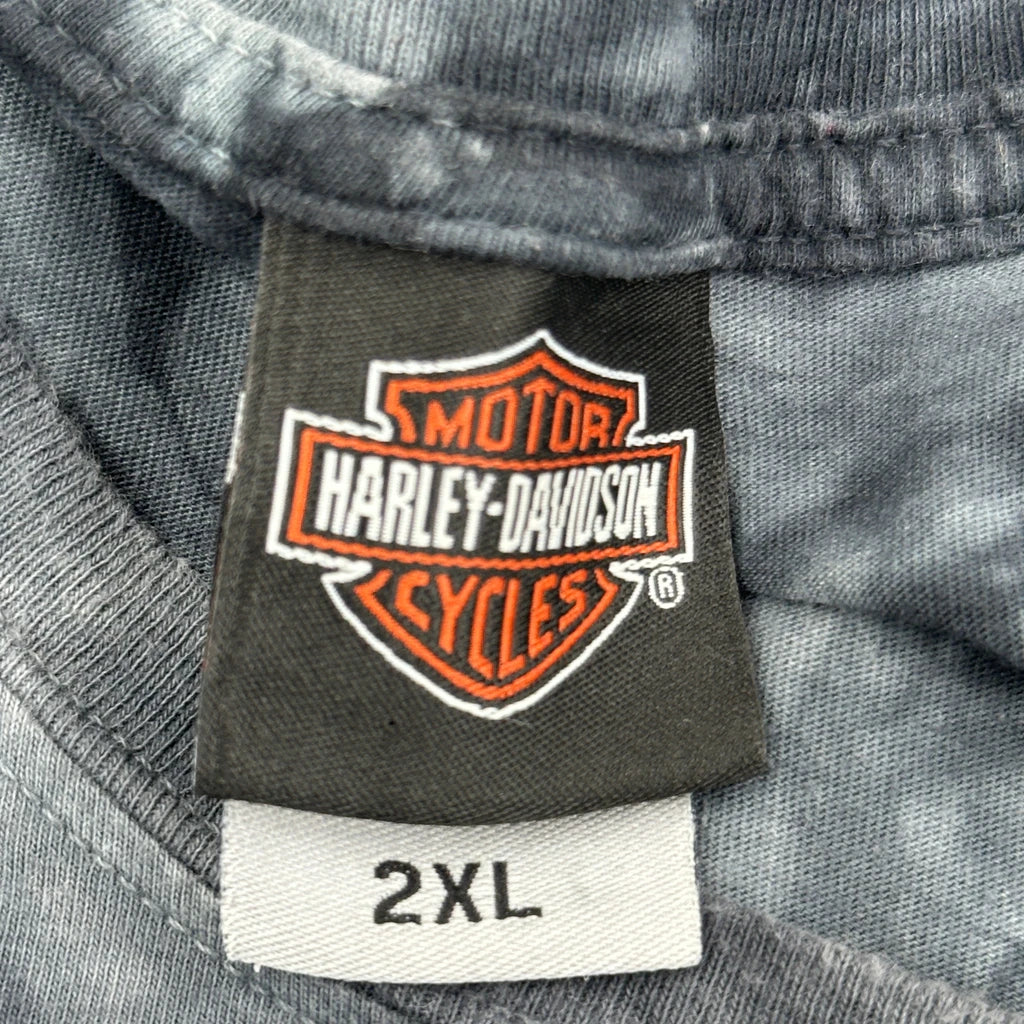 MOTOR
HARLEY-DAVIDSON
CYCLES
®
2XL